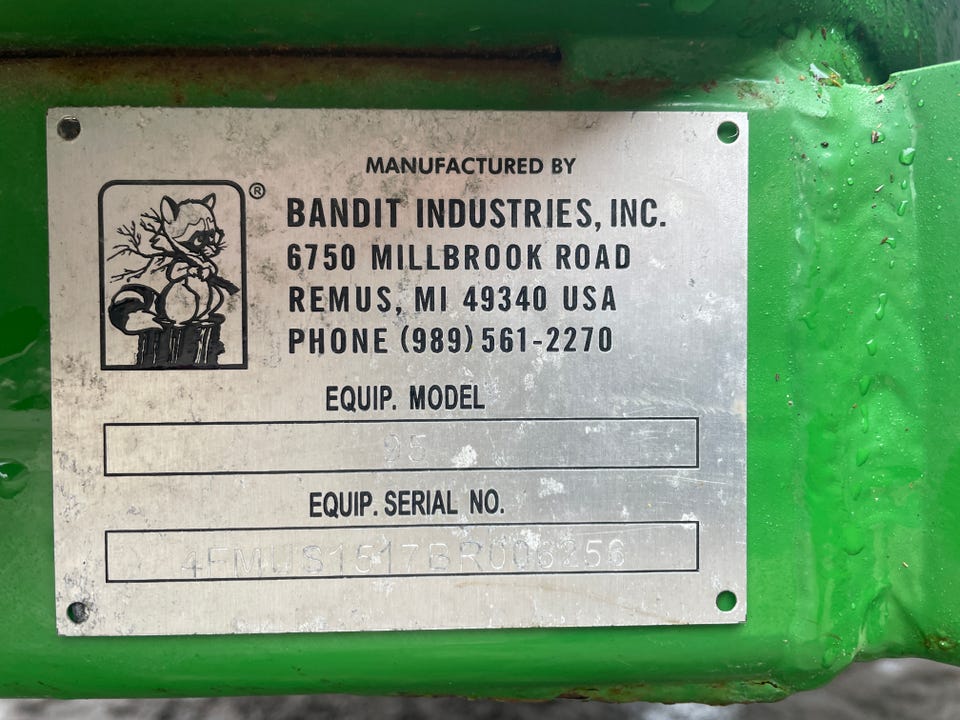 MANUFACTURED BY
®
BANDIT INDUSTRIES, INC.
6750 MILLBROOK ROAD
REMUS, MI 49340 USA
PHONE (989) 561-2270
EQUIP. MODEL
95
EQUIP. SERIAL NO.
4FMUS1517BR006256